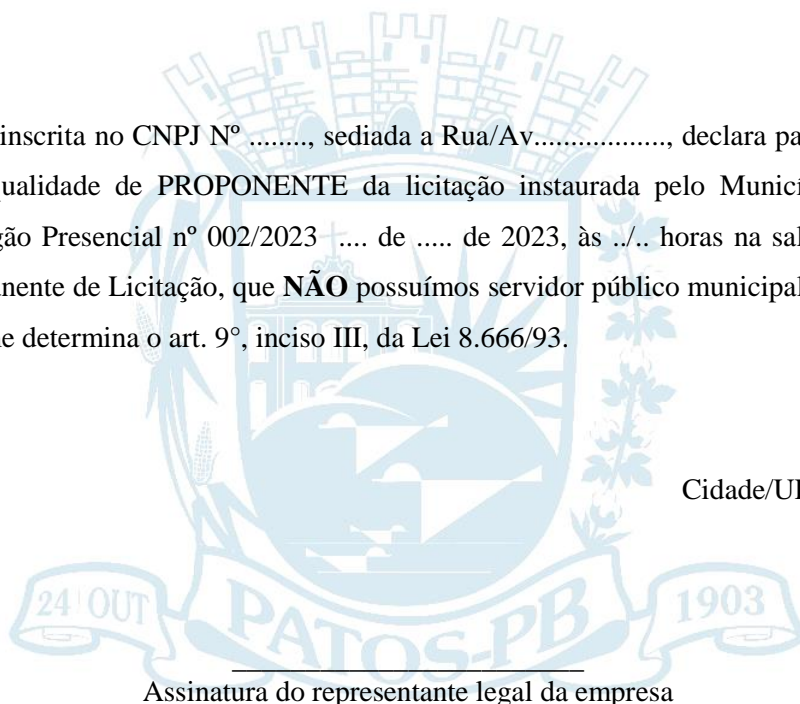 inscrita no CNPJ Nº ........, sediada a Rua/Av.................., declara pa
qualidade de PROPONENTE da licitação instaurada pelo Municí
gão Presencial nº 002/2023 .... de ..... de 2023, às ../.. horas na sal
nente de Licitação, que NÃO possuímos servidor público municipal
e determina o art. 9°, inciso III, da Lei 8.666/93.
Cidade/U
24 OUT
PATOS-PB
1903
Assinatura do representante legal da empresa